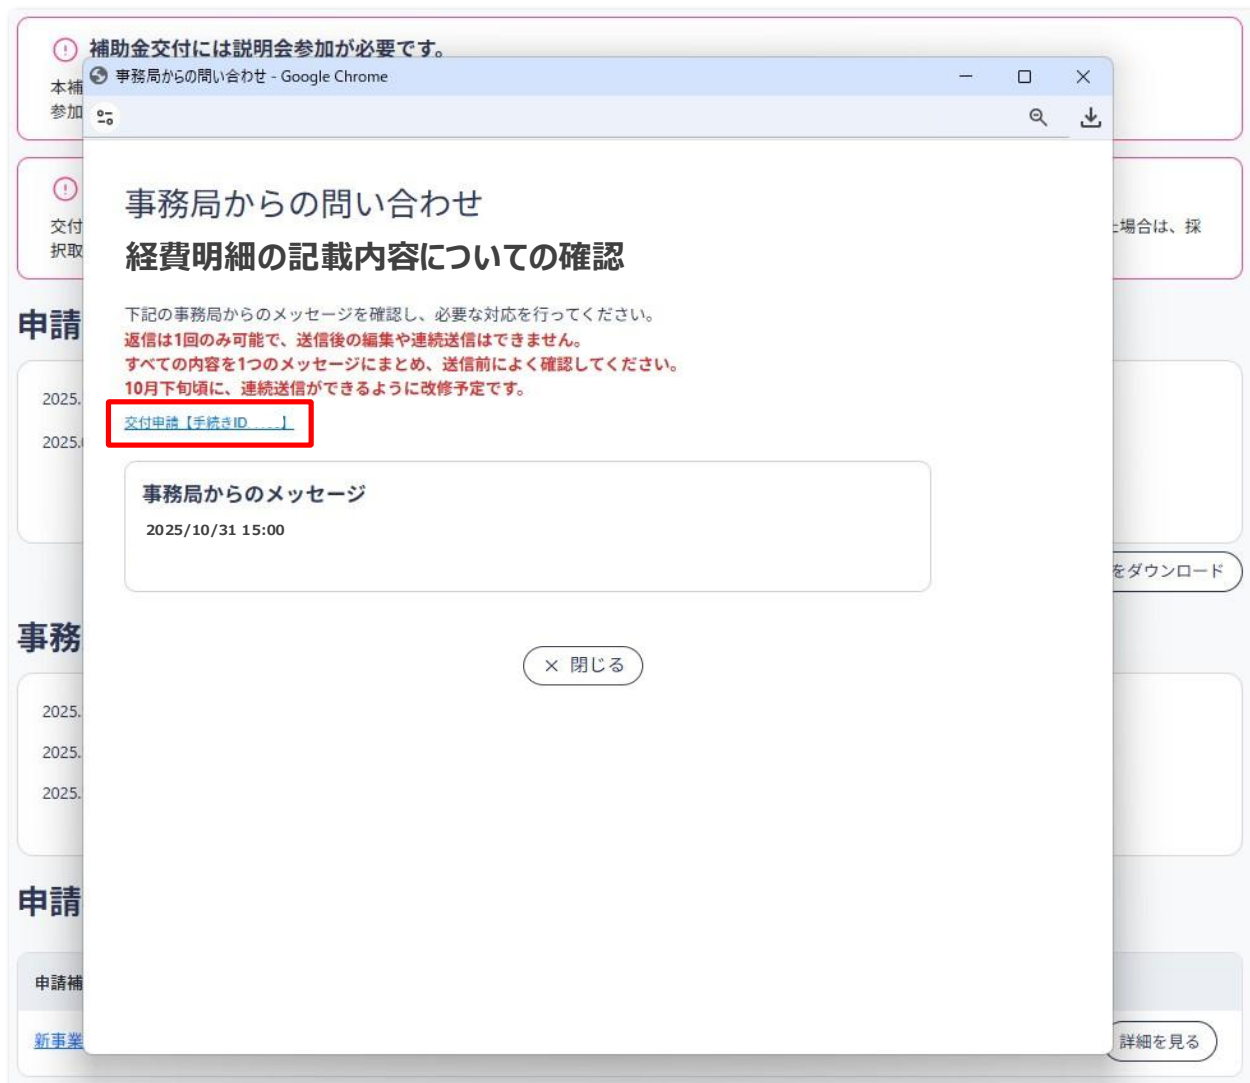 補助金交付には説明会参加が必要です。
事務局からの問い合わせ - Google Chrome
本補
参加
事務局からの問い合わせ
経費明細の記載内容についての確認
交付
択取
場合は、採
下記の事務局からのメッセージを確認し、必要な対応を行ってください。
返信は1回のみ可能で、送信後の編集や連続送信はできません。
すべての内容を1つのメッセージにまとめ、送信前によく確認してください。
10月下旬頃に、連続送信ができるように改修予定です。
交付申請【手続きID.....】
申請
2025.
2025.
事務局からのメッセージ
2025/10/31 15:00
をダウンロード
× 閉じる
事務
2025.
2025.
2025.
申請
申請補
新事業
詳細を見る